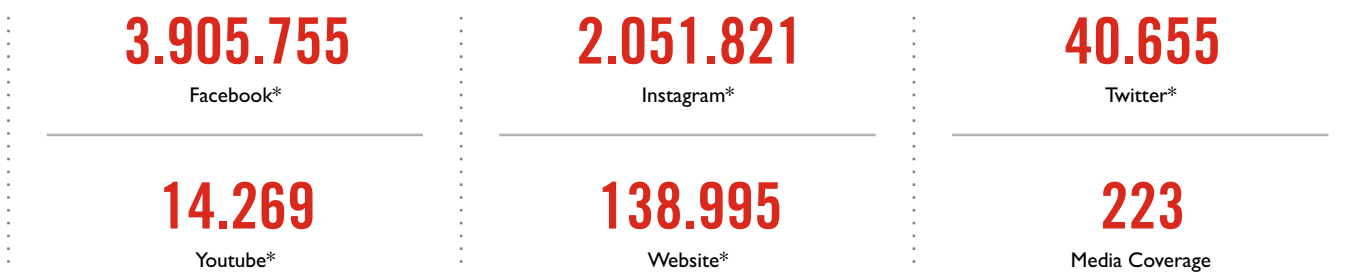 3.905.755
Facebook*
2.051.821
Instagram*
40.655
Twitter*
14.269
Youtube*
138.995
Website*
223
Media Coverage